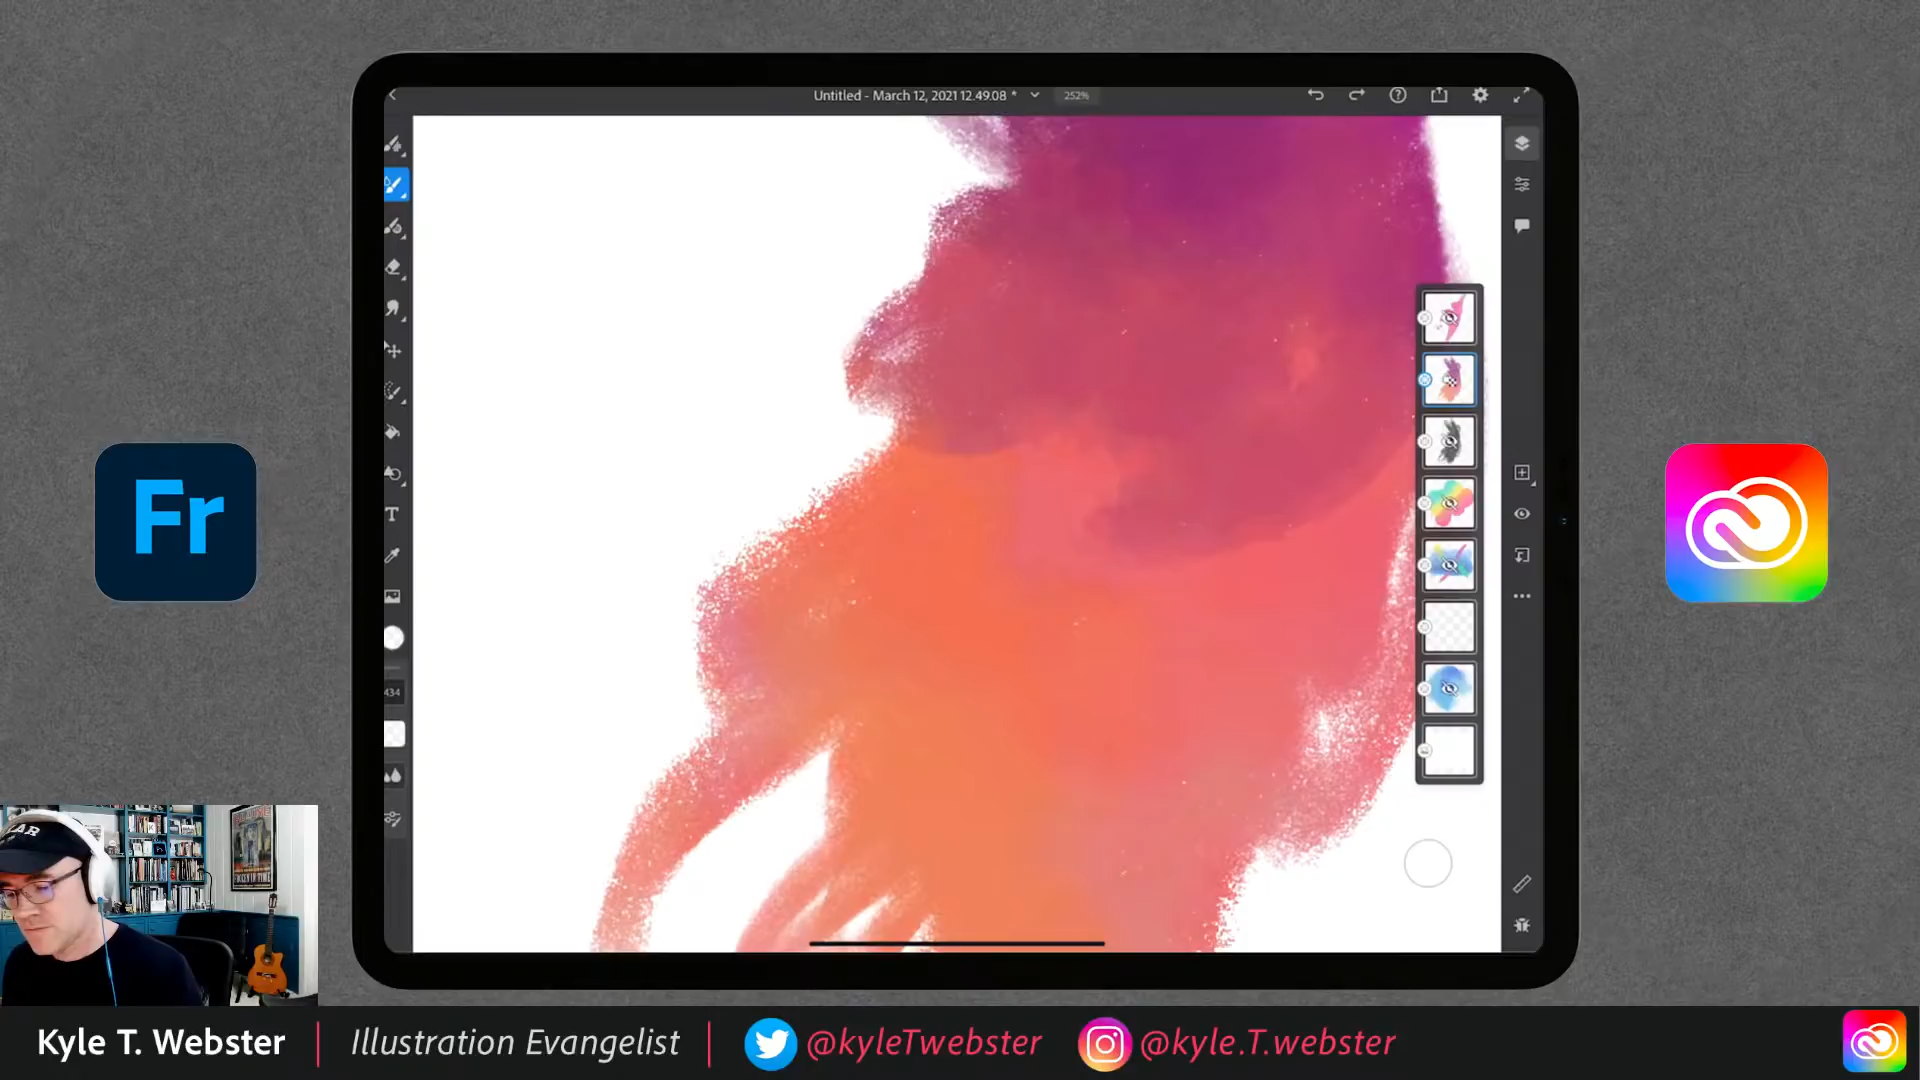 Untitled - March 12, 2021 12.49.08 *
252%
T
434
Fr
Kyle T. Webster
Illustration Evangelist
@kyleTwebster
@kyle.T.webster